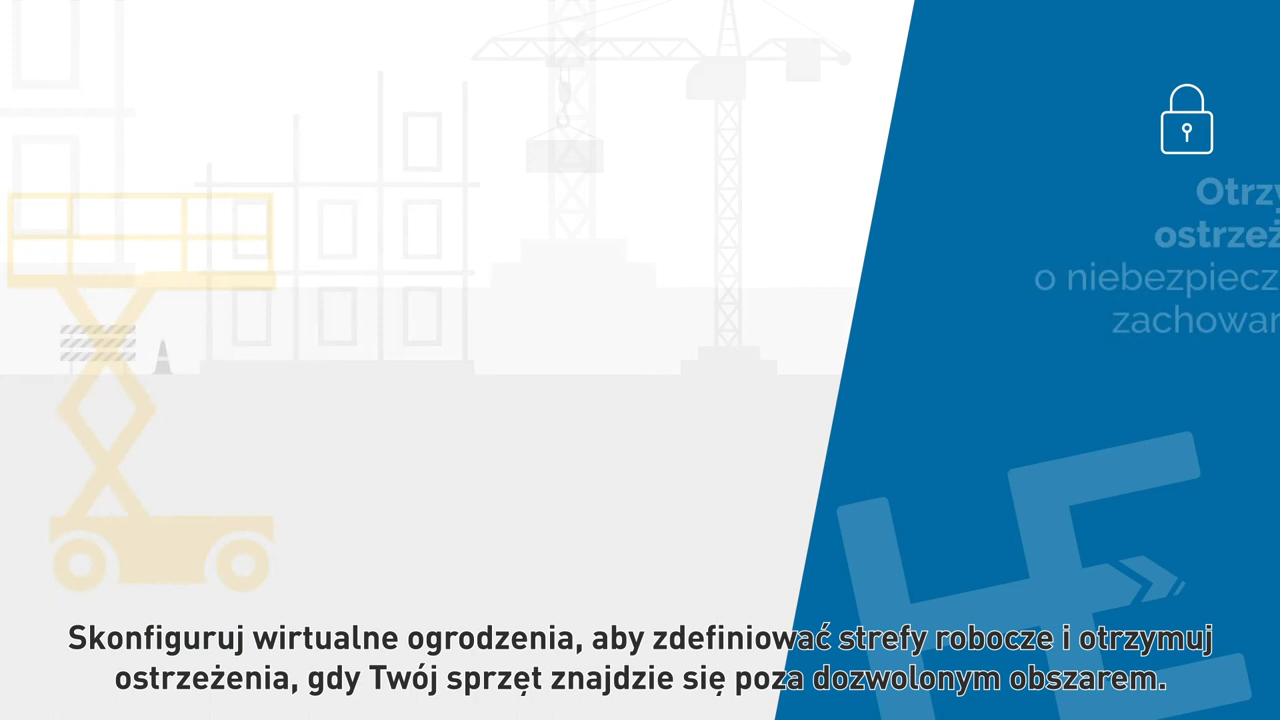 o
Skonfiguruj wirtualne ogrodzenia, aby zdefiniować strefy robocze i otrzymuj
ostrzeżenia, gdy Twój sprzęt znajdzie się poza dozwolonym obszarem.